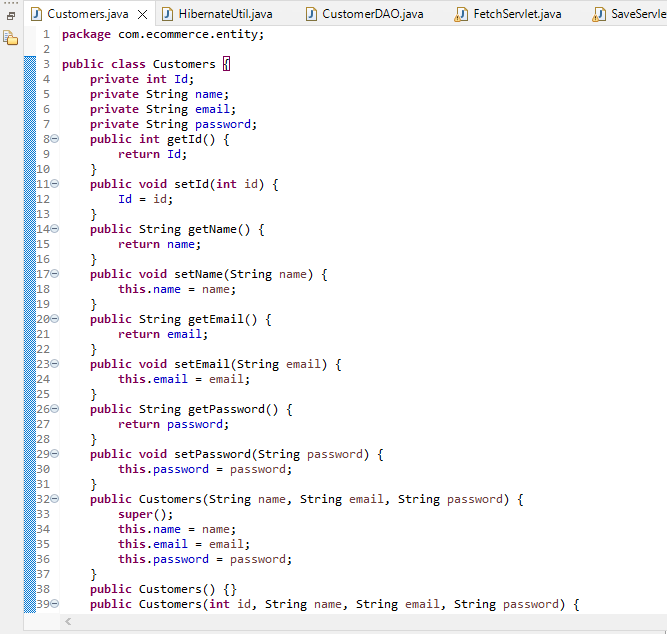 Customers.java HibernateUtil.java CustomerDAO.java FetchServlet.java SaveServle
1 package com.ecommerce.entity;
2
3 public class Customers {
4 private int Id;
5 private String name;
6 private String email;
7 private String password;
8 public int getId() {
9 return Id;
10 }
11 public void setId(int id) {
12 Id = id;
13 }
14 public String getName() {
15 return name;
16 }
17 public void setName(String name) {
18 this.name = name;
19 }
20 public String getEmail() {
21 return email;
22 }
23 public void setEmail(String email) {
24 this.email = email;
25 }
26 public String getPassword() {
27 return password;
28 }
29 public void setPassword(String password) {
30 this.password = password;
31 }
32 public Customers(String name, String email, String password) {
33 super();
34 this.name = name;
35 this.email = email;
36 this.password = password;
37 }
38 public Customers() {}
39 public Customers(int id, String name, String email, String password) {